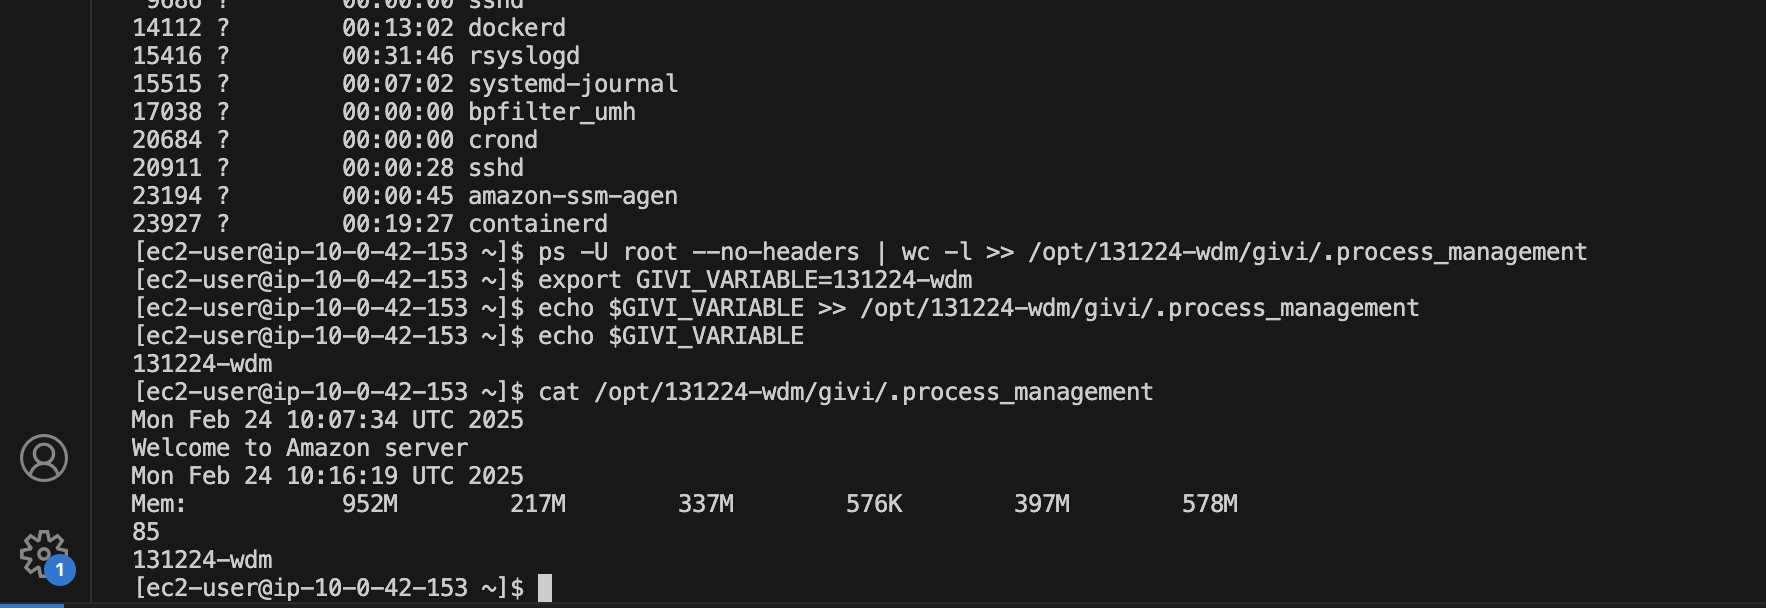 9686 ?        00:00:00 sshd
14112 ?        00:13:02 dockerd
15416 ?        00:31:46 rsyslogd
15515 ?        00:07:02 systemd-journal
17038 ?        00:00:00 bpfilter_umh
20684 ?        00:00:00 crond
20911 ?        00:00:28 sshd
23194 ?        00:00:45 amazon-ssm-agen
23927 ?        00:19:27 containerd
[ec2-user@ip-10-0-42-153 ~]$ ps -U root --no-headers | wc -l >> /opt/131224-wdm/givi/.process_management
[ec2-user@ip-10-0-42-153 ~]$ export GIVI_VARIABLE=131224-wdm
[ec2-user@ip-10-0-42-153 ~]$ echo $GIVI_VARIABLE >> /opt/131224-wdm/givi/.process_management
[ec2-user@ip-10-0-42-153 ~]$ echo $GIVI_VARIABLE
131224-wdm
[ec2-user@ip-10-0-42-153 ~]$ cat /opt/131224-wdm/givi/.process_management
Mon Feb 24 10:07:34 UTC 2025
Welcome to Amazon server
Mon Feb 24 10:16:19 UTC 2025
Mem:           952M        217M        337M        576K        397M        578M
85
131224-wdm
[ec2-user@ip-10-0-42-153 ~]$
1